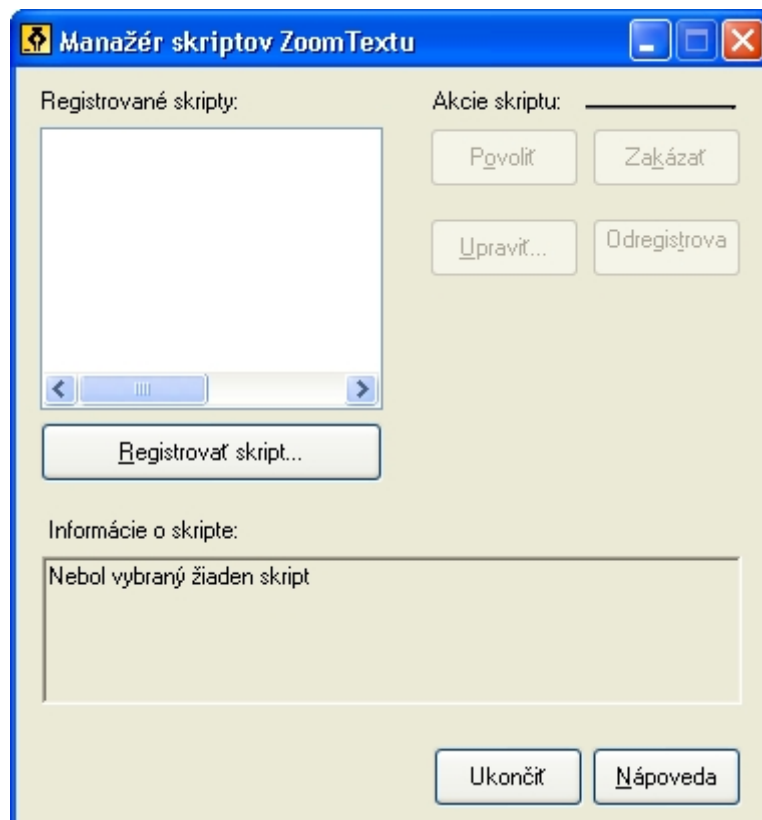 Manažér skriptov ZoomTextu
Registrované skripty:
Akcie skriptu:
Povoliť
Zakázať
Upraviť...
Odregistrova
Registrovať skript...
Informácie o skripte:
Nebol vybraný žiaden skript
Ukončiť
Nápoveda